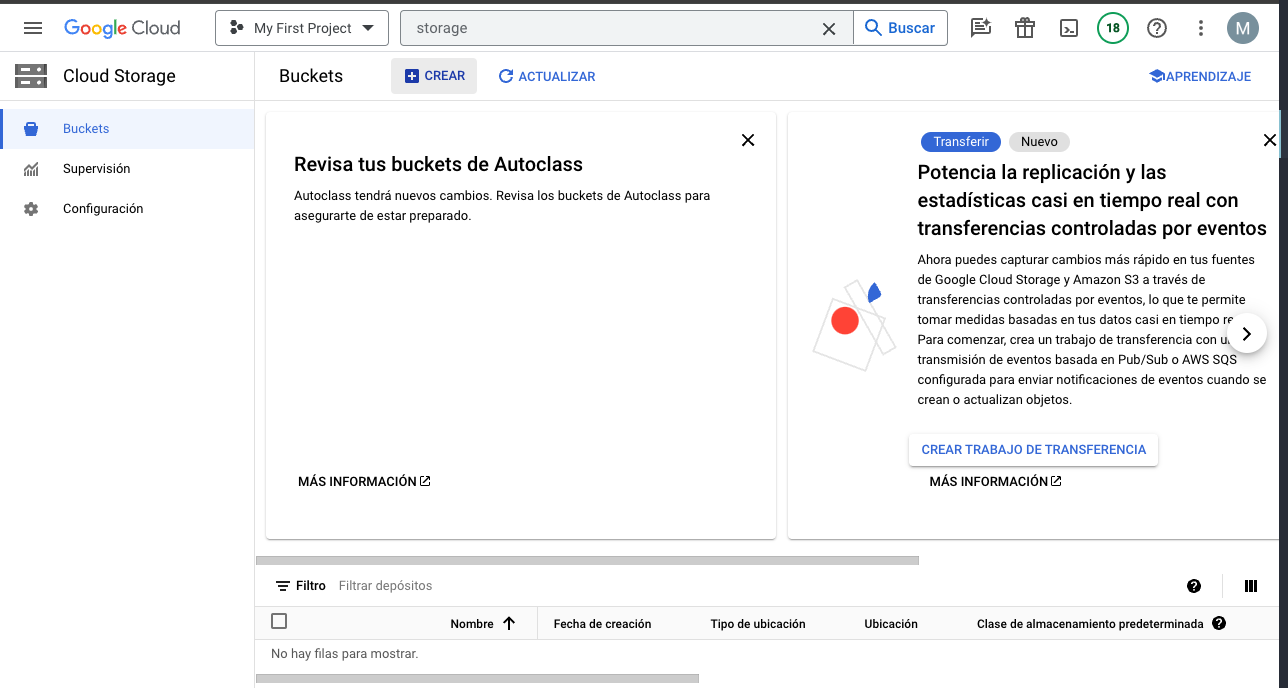 Google Cloud
My First Project
storage
Buscar
18
M
Cloud Storage
Buckets
CREAR
ACTUALIZAR
APRENDIZAJE
Buckets
Supervisión
Configuración
Revisa tus buckets de Autoclass
Autoclass tendrá nuevos cambios. Revisa los buckets de Autoclass para
asegurarte de estar preparado.
MÁS INFORMACIÓN
Transferir
Nuevo
Potencia la replicación y las
estadísticas casi en tiempo real con
transferencias controladas por eventos
Ahora puedes capturar cambios más rápido en tus fuentes
de Google Cloud Storage y Amazon S3 a través de
transferencias controladas por eventos, lo que te permite
tomar medidas basadas en tus datos casi en tiempo
Para comenzar, crea un trabajo de transferencia con
transmisión de eventos basada en Pub/Sub o AWS SQS
configurada para enviar notificaciones de eventos cuando se
crean o actualizan objetos.
CREAR TRABAJO DE TRANSFERENCIA
MÁS INFORMACIÓN
Filtro
Filtrar depósitos
Nombre
Fecha de creación
Tipo de ubicación
Ubicación
Clase de almacenamiento predeterminada
No hay filas para mostrar.